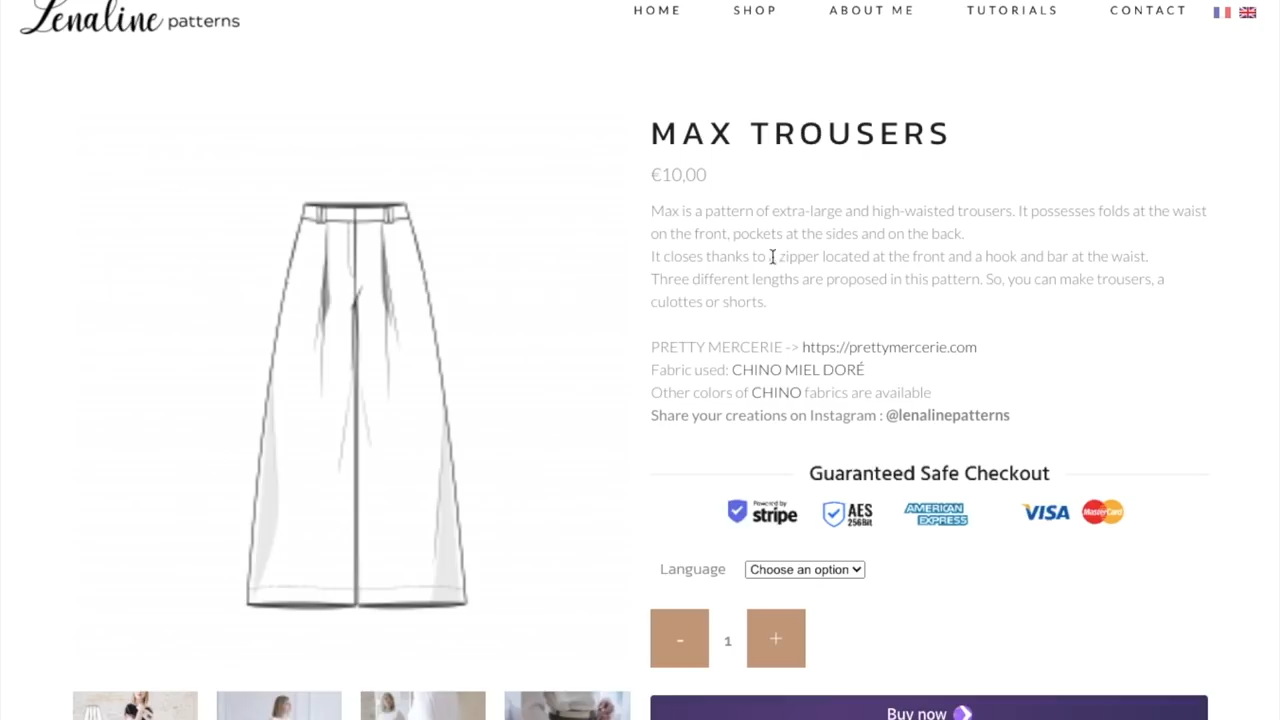 Lenaline patterns
HOME SHOP ABOUT ME TUTORIALS CONTACT
MAX TROUSERS
€10,00
Max is a pattern of extra-large and high-waisted trousers. It possesses folds at the waist
on the front, pockets at the sides and on the back.
It closes thanks to a zipper located at the front and a hook and bar at the waist.
Three different lengths are proposed in this pattern. So, you can make trousers, a
culottes or shorts.
PRETTY MERCERIE -> https://prettymercerie.com
Fabric used: CHINO MIEL DORÉ
Other colors of CHINO fabrics are available
Share your creations on Instagram : @lenalinepatterns
Guaranteed Safe Checkout
Powered by stripe AES 256Bit AMERICAN EXPRESS VISA MasterCard
Language Choose an option
- 1 +
Buy now